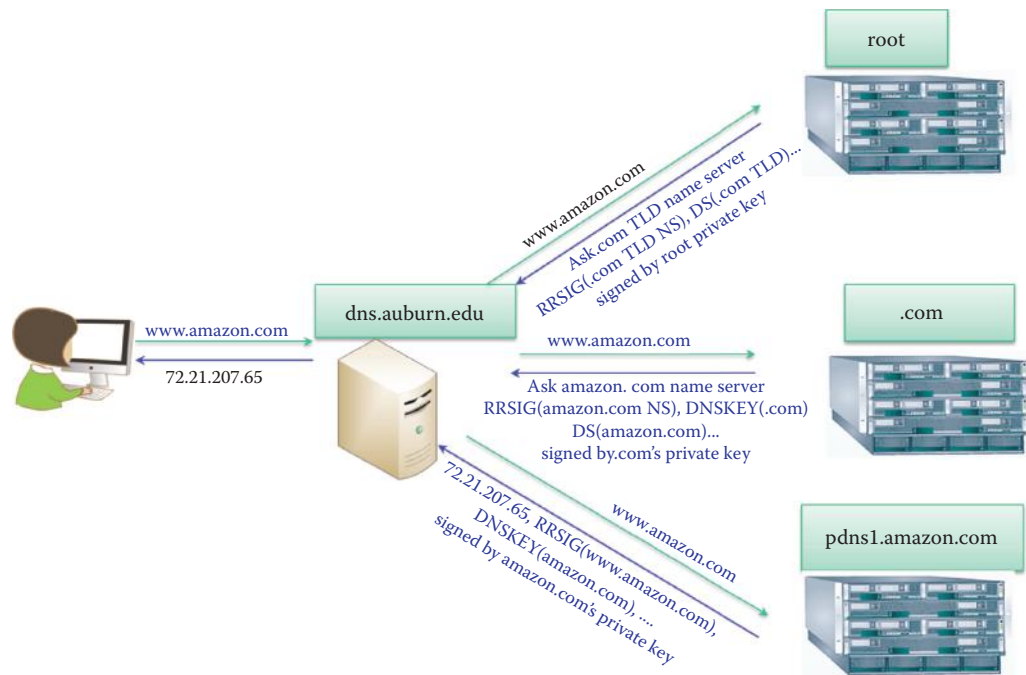 root
www.amazon.com
Ask.com TLD name server
RRSIG(.com TLD NS), DS(.com TLD)...
signed by root private key
dns.auburn.edu
www.amazon.com
72.21.207.65
.com
www.amazon.com
Ask amazon. com name server
RRSIG(amazon.com NS), DNSKEY(.com)
DS(amazon.com)...
signed by.com's private key
www.amazon.com
72.21.207.65, RRSIG(www.amazon.com),
DNSKEY(amazon.com), ....
signed by amazon.com's private key
pdns1.amazon.com